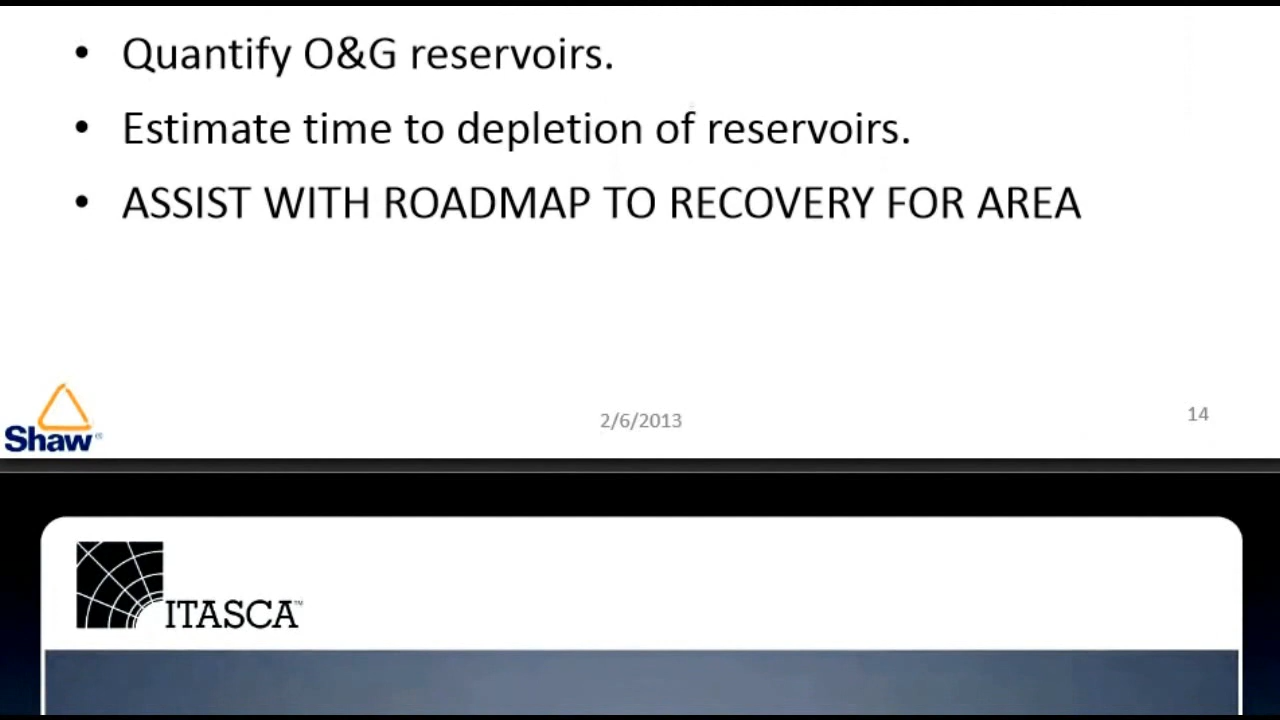 • Quantify O&G reservoirs.
• Estimate time to depletion of reservoirs.
• ASSIST WITH ROADMAP TO RECOVERY FOR AREA
Shaw®
2/6/2013
14
ITASCA™